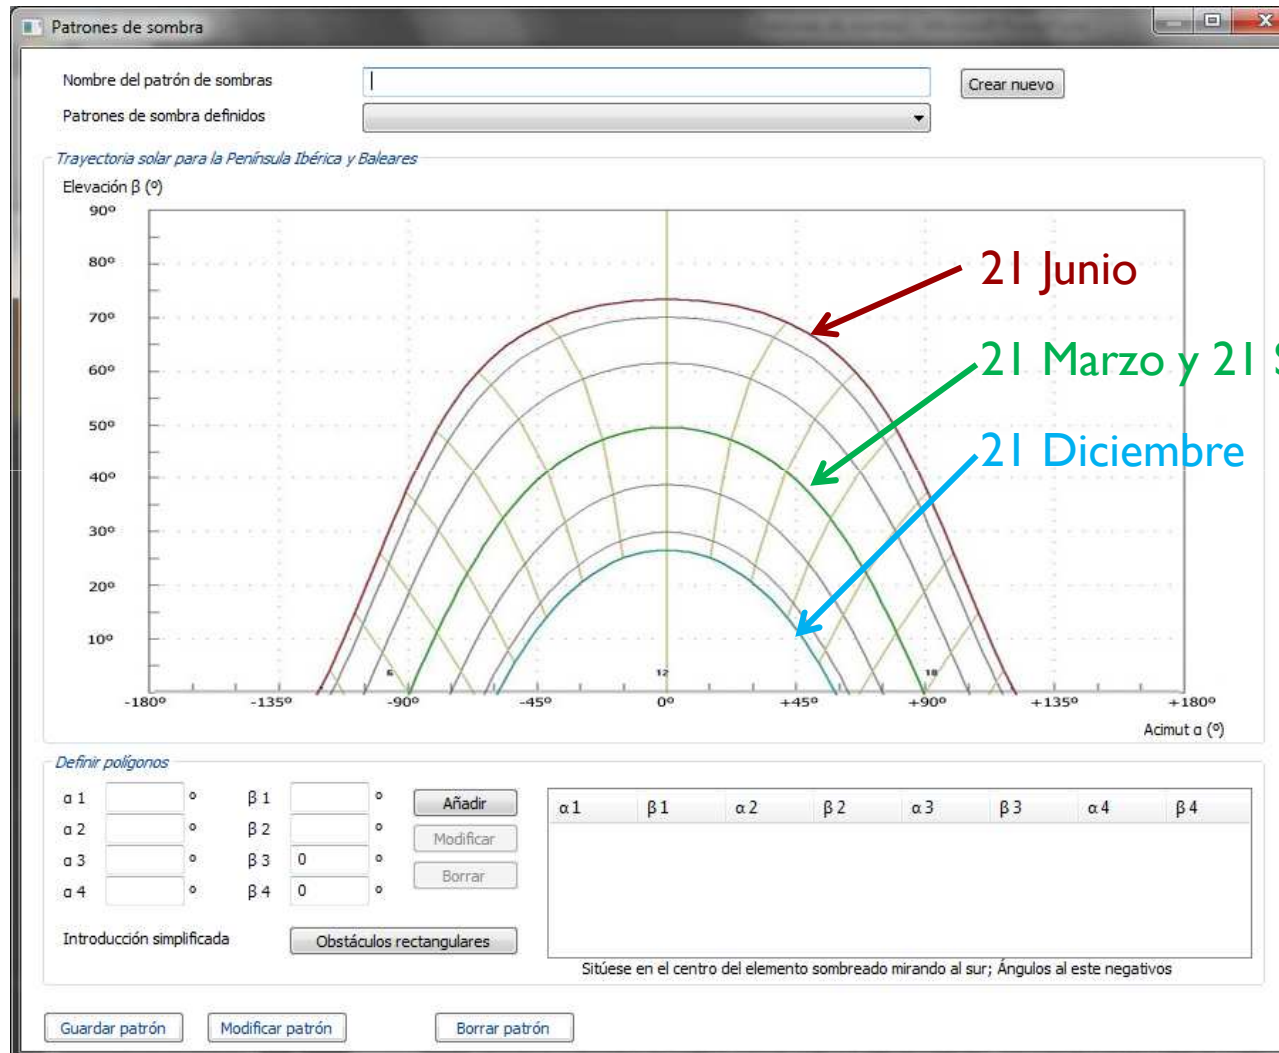 Patrones de sombra
Nombre del patrón de sombras
Crear nuevo
Patrones de sombra definidos
Trayectoria solar para la Península Ibérica y Baleares
Elevación β (º)
90º
80º
70º
60º
50º
40º
30º
20º
10º
21 Junio
21 Marzo y 21 S
21 Diciembre
6
12
18
-180º -135º -90º -45º 0º +45º +90º +135º +180º
Acimut α (º)
Definir polígonos
α 1 º β 1 º Añadir
α 2 º β 2 º Modificar
α 3 º β 3 0 º Borrar
α 4 º β 4 0 º
α 1 β 1 α 2 β 2 α 3 β 3 α 4 β 4
Introducción simplificada Obstáculos rectangulares
Sitúese en el centro del elemento sombreado mirando al sur; Ángulos al este negativos
Guardar patrón Modificar patrón Borrar patrón